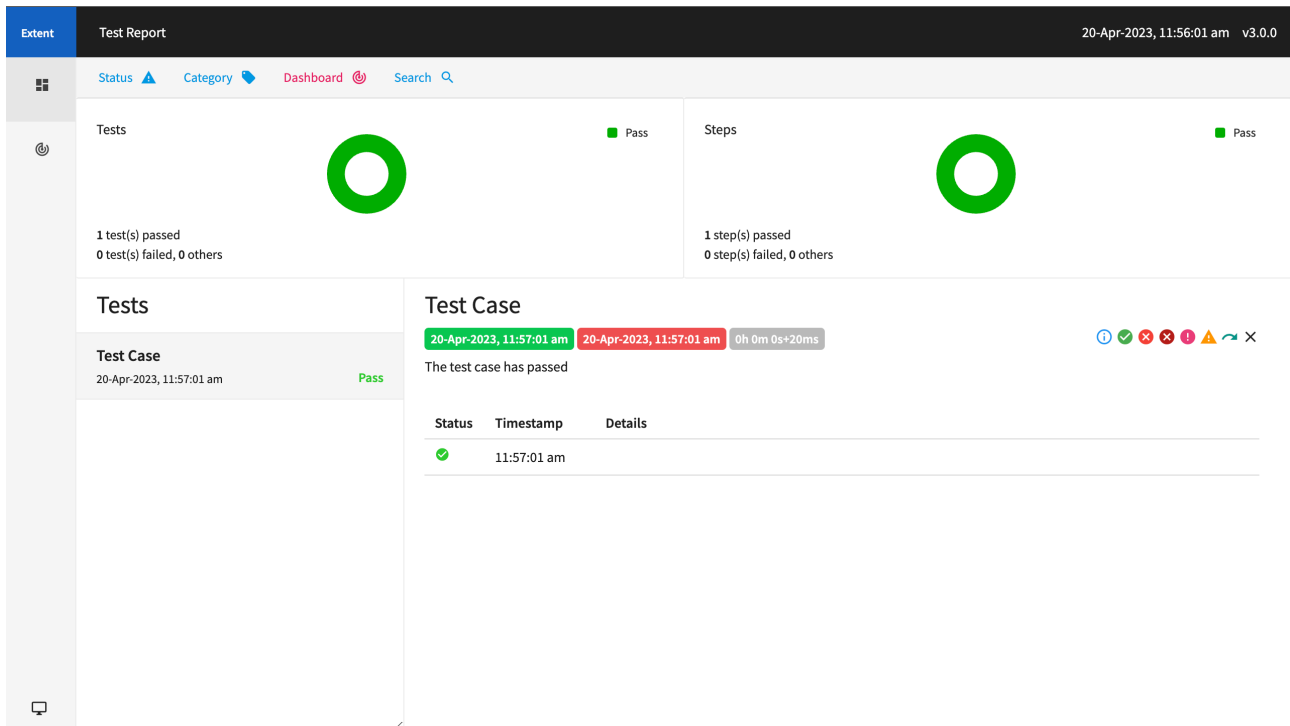 Extent Test Report 20-Apr-2023, 11:56:01 am v3.0.0
Status Category Dashboard Search
Tests
Pass
1 test(s) passed
0 test(s) failed, 0 others
Steps
Pass
1 step(s) passed
0 step(s) failed, 0 others
Tests
Test Case
20-Apr-2023, 11:57:01 am Pass
Test Case
20-Apr-2023, 11:57:01 am 20-Apr-2023, 11:57:01 am 0h 0m 0s+20ms
The test case has passed
Status Timestamp Details
11:57:01 am